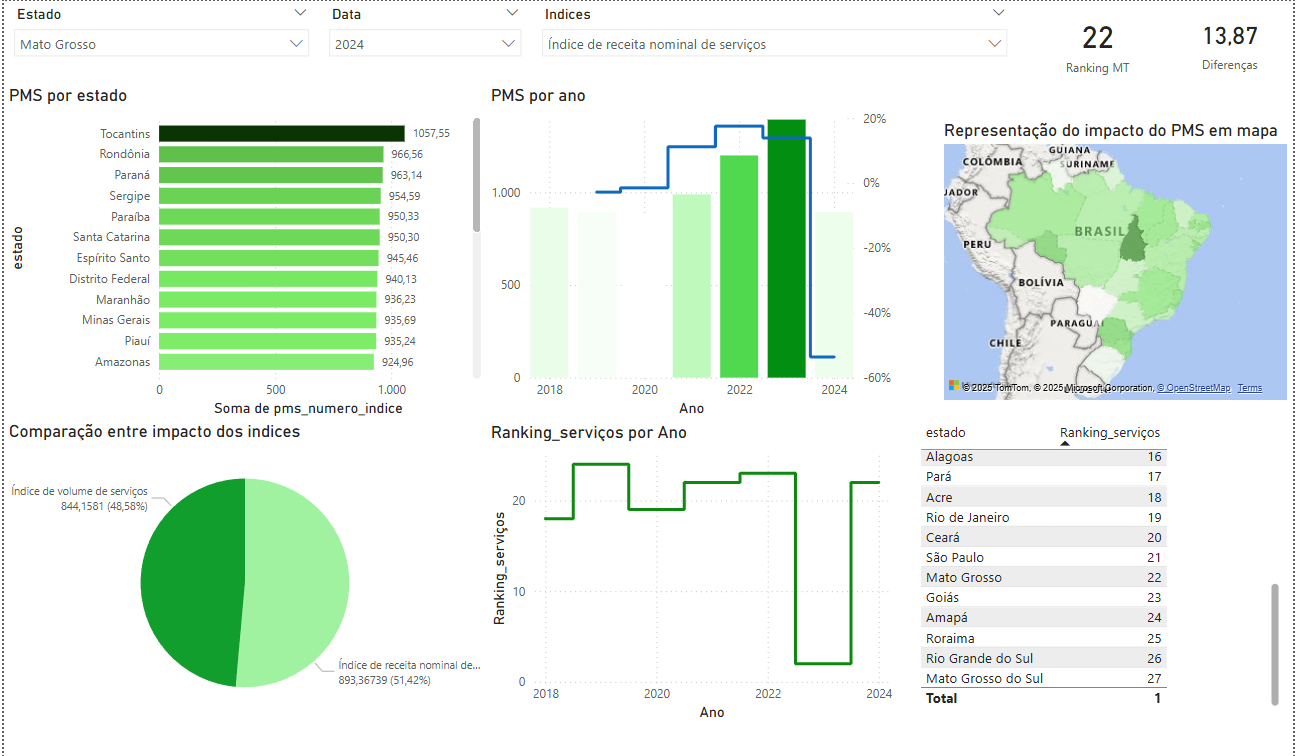 Estado
Data
Indices
Mato Grosso
2024
Índice de receita nominal de serviços
22
Ranking MT
13,87
Diferenças
PMS por estado
estado
Tocantins 1057,55
Rondônia 966,56
Paraná 963,14
Sergipe 954,59
Paraíba 950,33
Santa Catarina 950,30
Espírito Santo 945,46
Distrito Federal 940,13
Maranhão 936,23
Minas Gerais 935,69
Piauí 935,24
Amazonas 924,96
0 500 1.000
Soma de pms_numero_indice
PMS por ano
1.000
500
0
20%
0%
-20%
-40%
-60%
2018 2020 2022 2024
Ano
Representação do impacto do PMS em mapa
GUIANA
COLÔMBIA
SURINAME
JADOR
BRASIL
PERU
BOLÍVIA
PARAGUAI
CHILE
© 2025 TomTom, © 2025 Microsoft Corporation, © OpenStreetMap Terms
Comparação entre impacto dos indices
Índice de volume de serviços
844,1581 (48,58%)
Índice de receita nominal de...
893,36739 (51,42%)
Ranking_serviços por Ano
Ranking_serviços
20
10
0
2018 2020 2022 2024
Ano
estado Ranking_serviços
Alagoas 16
Pará 17
Acre 18
Rio de Janeiro 19
Ceará 20
São Paulo 21
Mato Grosso 22
Goiás 23
Amapá 24
Roraima 25
Rio Grande do Sul 26
Mato Grosso do Sul 27
Total 1